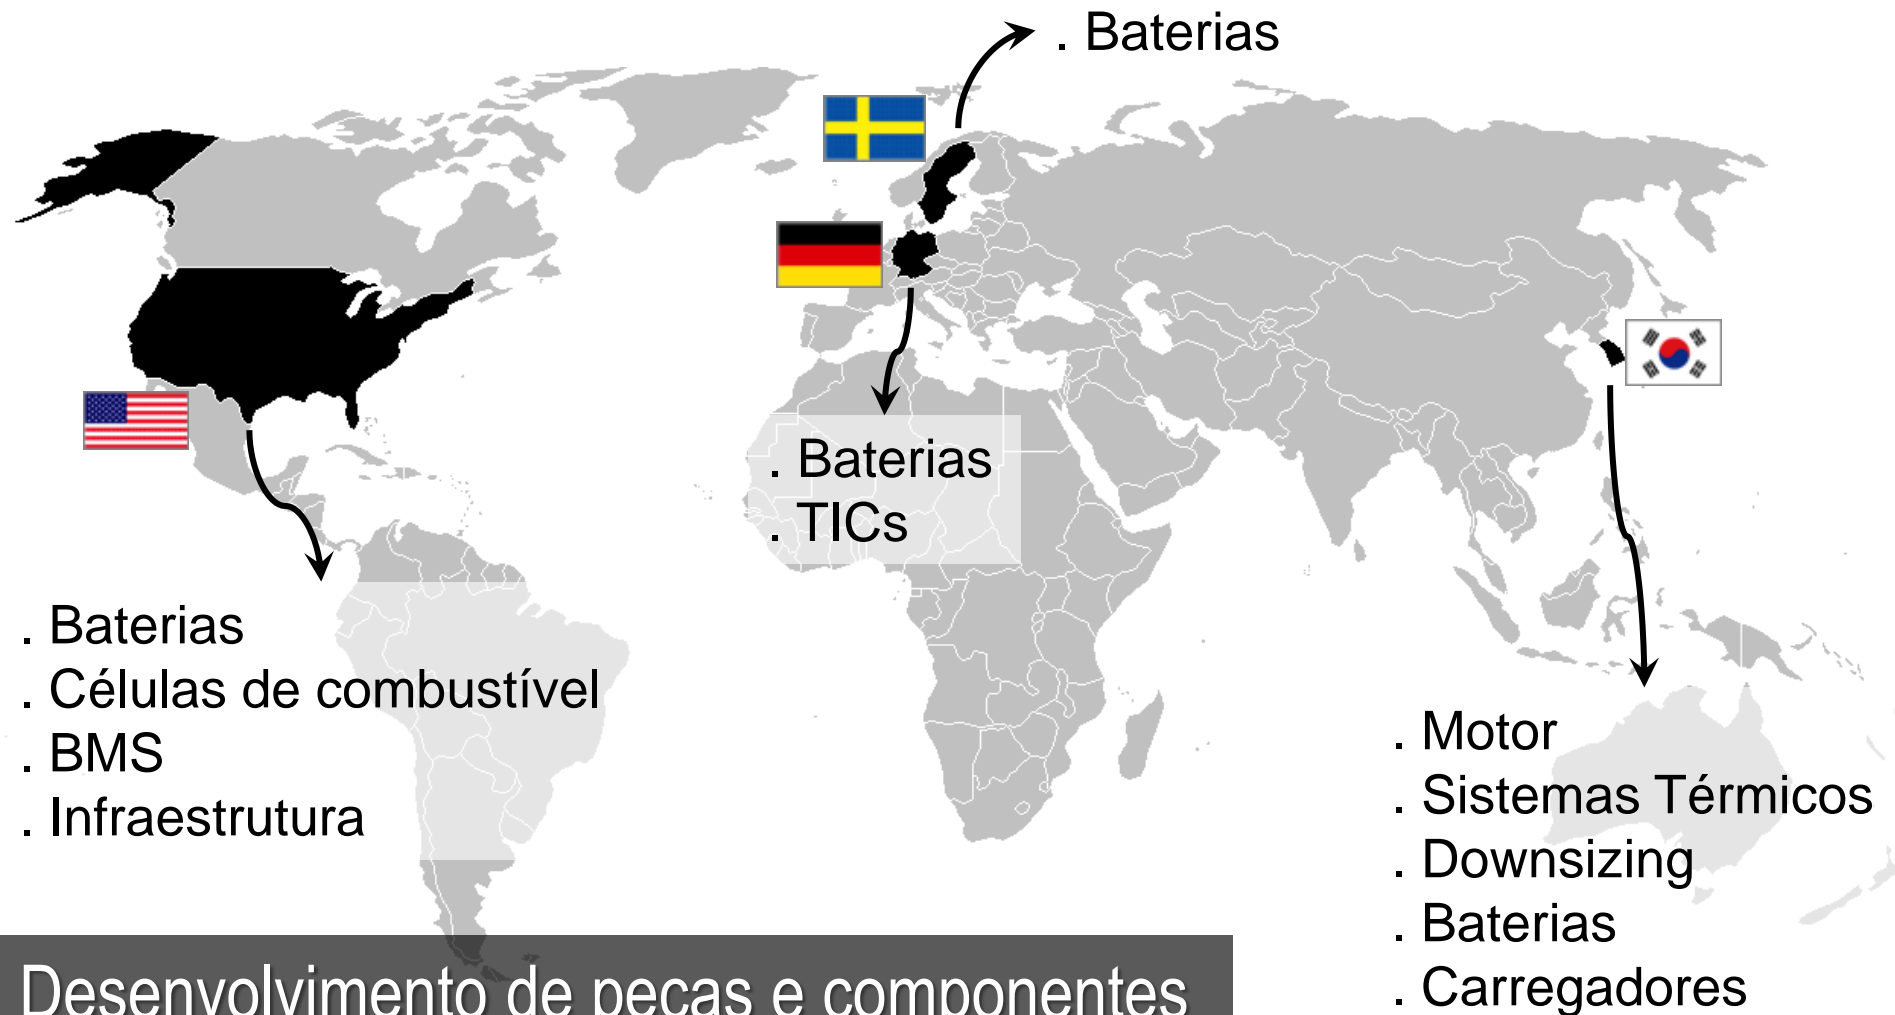 . Baterias
. Baterias
. TICs
. Baterias
. Células de combustível
. BMS
. Infraestrutura
. Motor
. Sistemas Térmicos
. Downsizing
. Baterias
. Carregadores
Desenvolvimento de peças e componentes